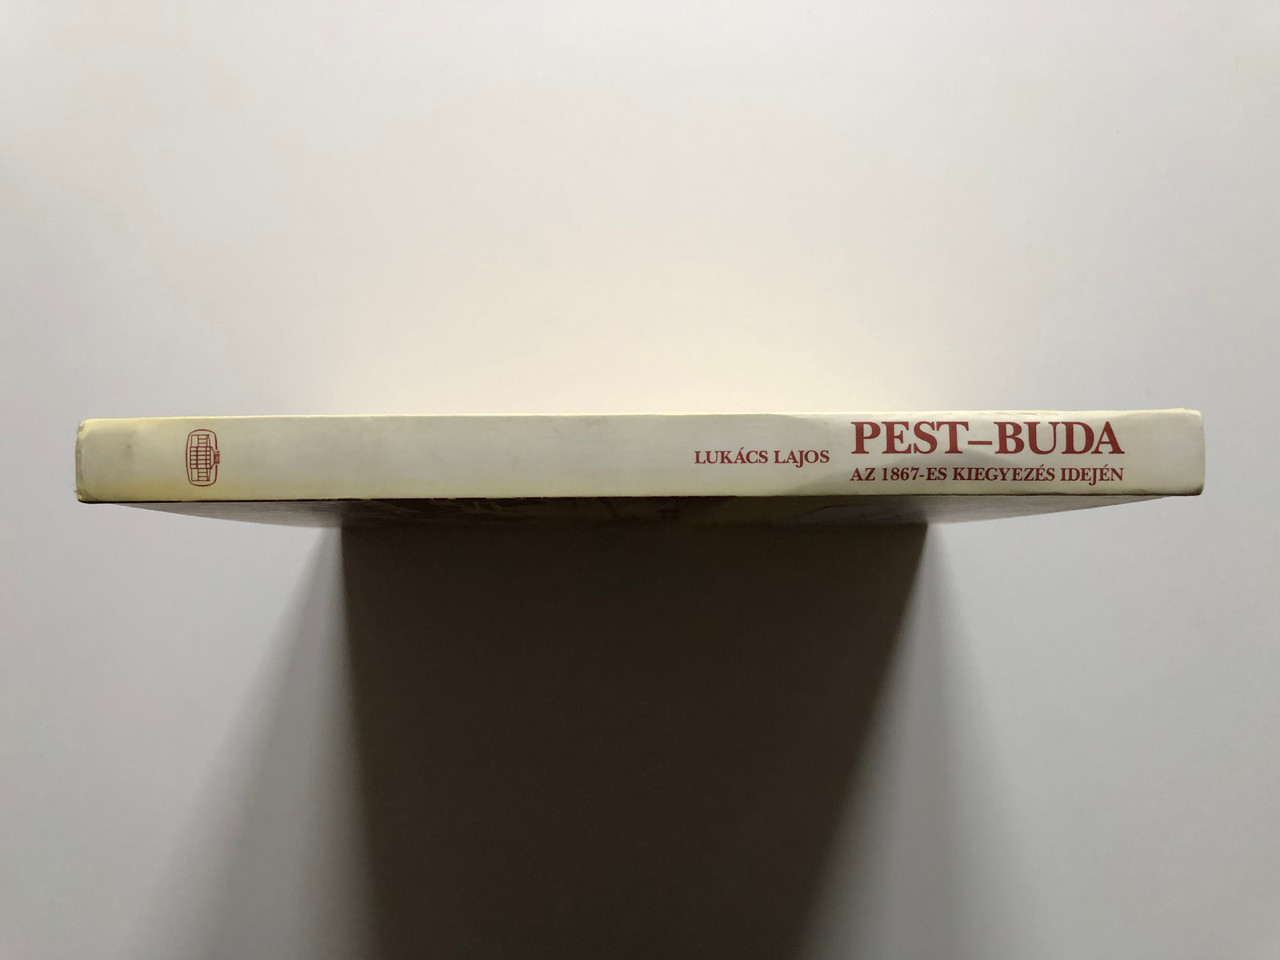 LUKÁCS LAJOS
PEST–BUDA
AZ 1867-ES KIEGYEZÉS IDEJÉN